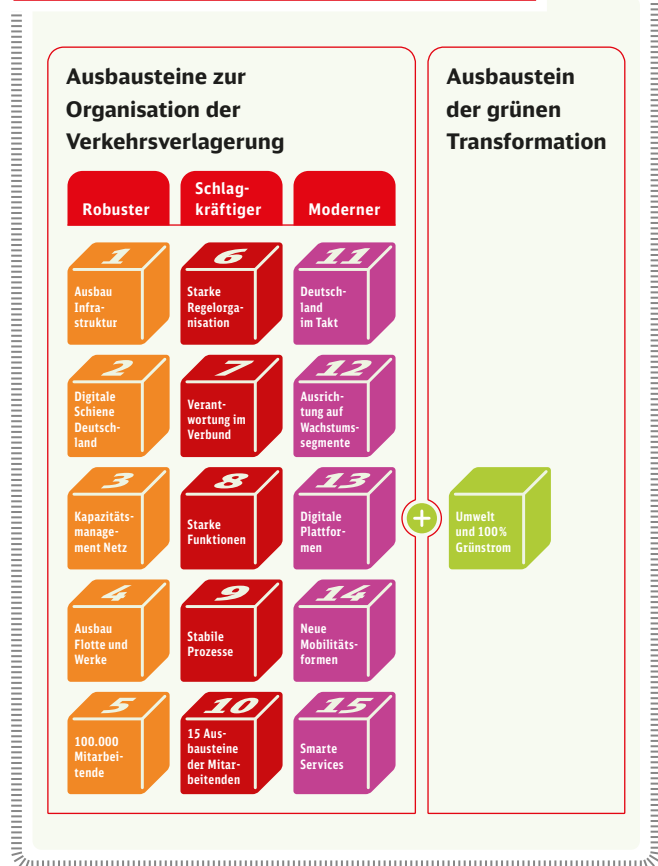 Ausbausteine zur
Organisation der
Verkehrsverlagerung
Robuster
Schlag-
kräftiger
Moderner
1
Ausbau
Infra-
struktur
2
Digitale
Schiene
Deutsch-
land
3
Kapazitäts-
manage-
ment Netz
4
Ausbau
Flotte und
Werke
5
100.000
Mitarbei-
tende
6
Starke
Regelorga-
nisation
7
Verant-
wortung im
Verbund
8
Starke
Funktionen
9
Stabile
Prozesse
10
15 Aus-
bausteine
der Mitar-
beitenden
11
Deutsch-
land
im Takt
12
Ausrich-
tung auf
Wachstums-
segmente
13
Digitale
Plattfor-
men
14
Neue
Mobilitäts-
formen
15
Smarte
Services
+
Ausbaustein
der grünen
Transformation
Umwelt
und 100%
Grünstrom